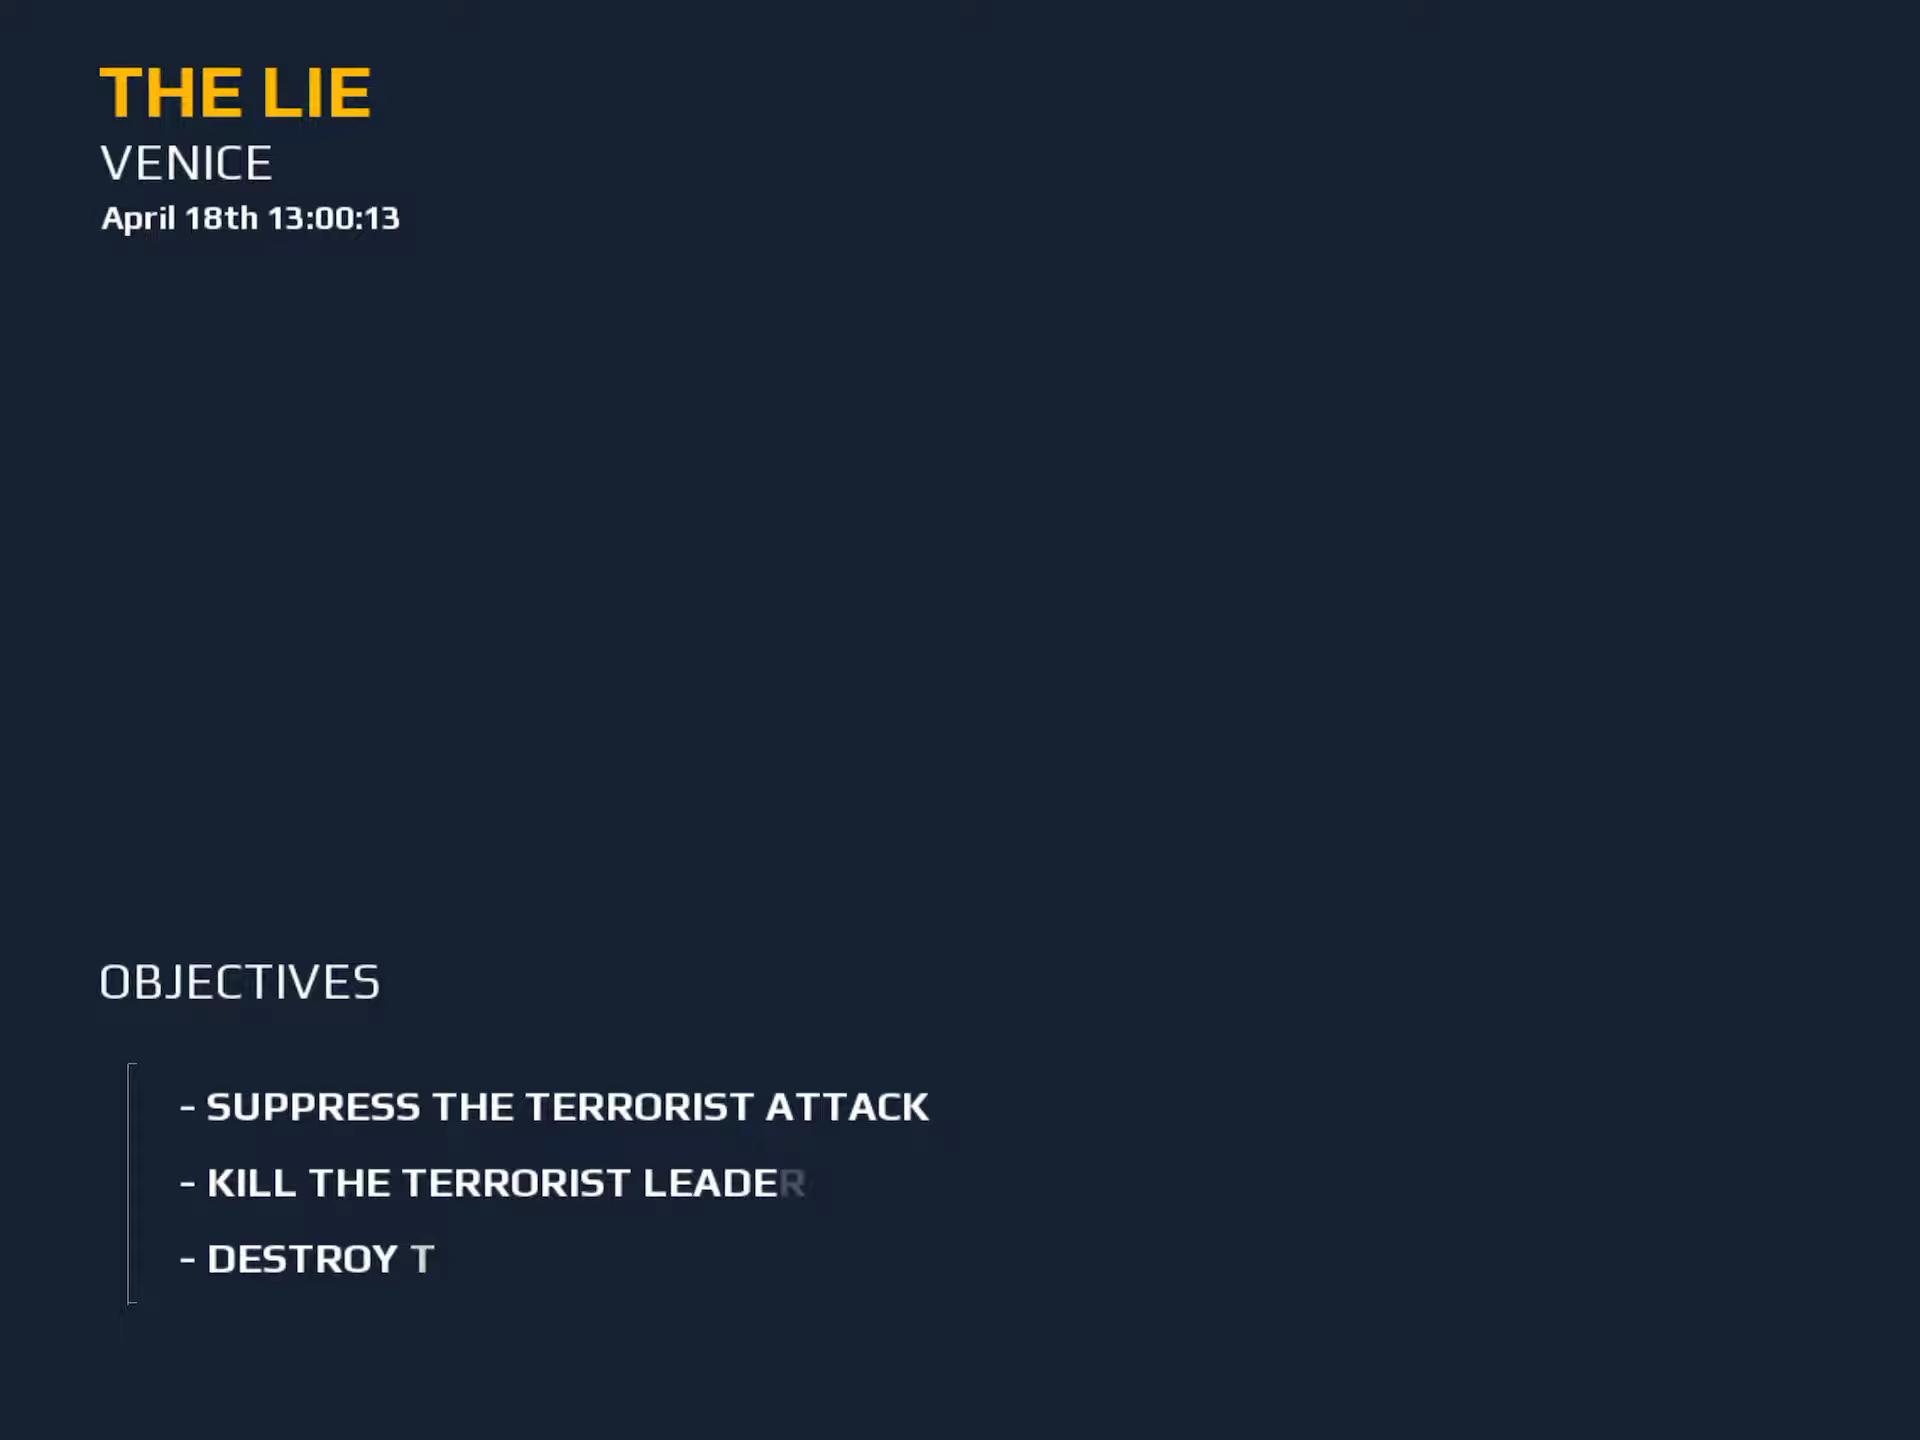 THE LIE
VENICE
April 18th 13:00:13
OBJECTIVES
- SUPPRESS THE TERRORIST ATTACK
- KILL THE TERRORIST LEADER
- DESTROY T